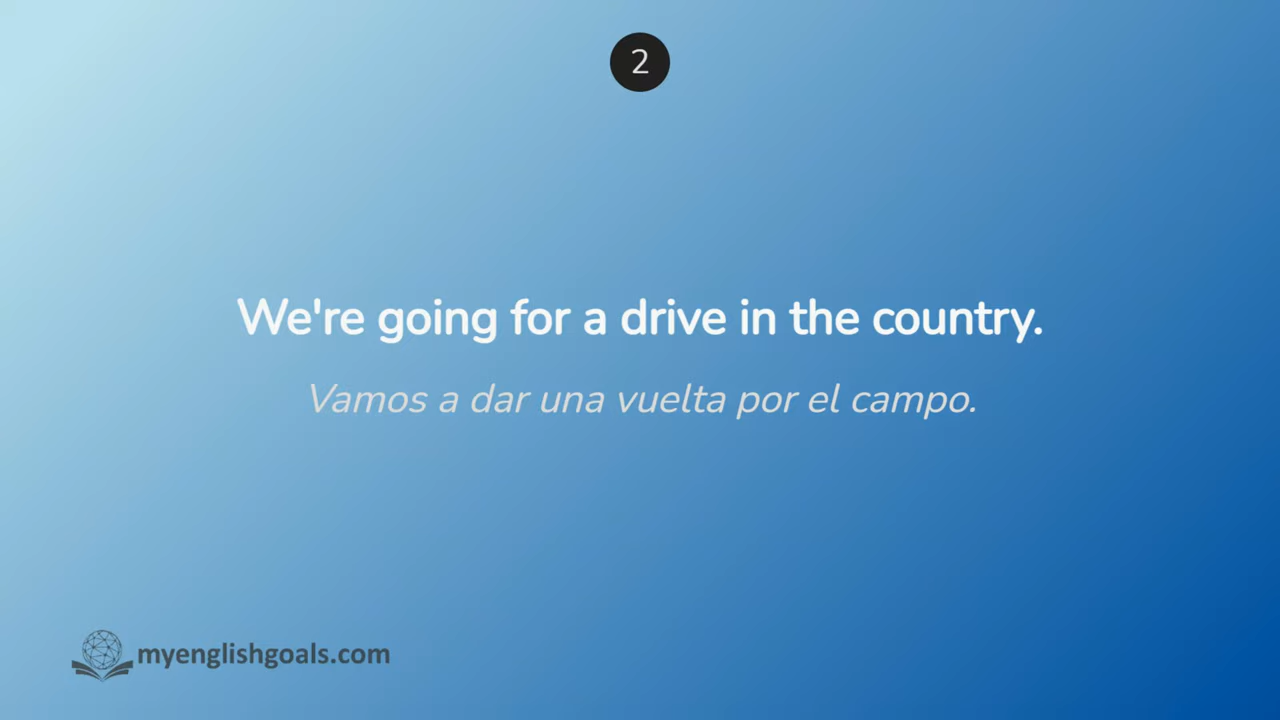 2
We're going for a drive in the country.
Vamos a dar una vuelta por el campo.
myenglishgoals.com